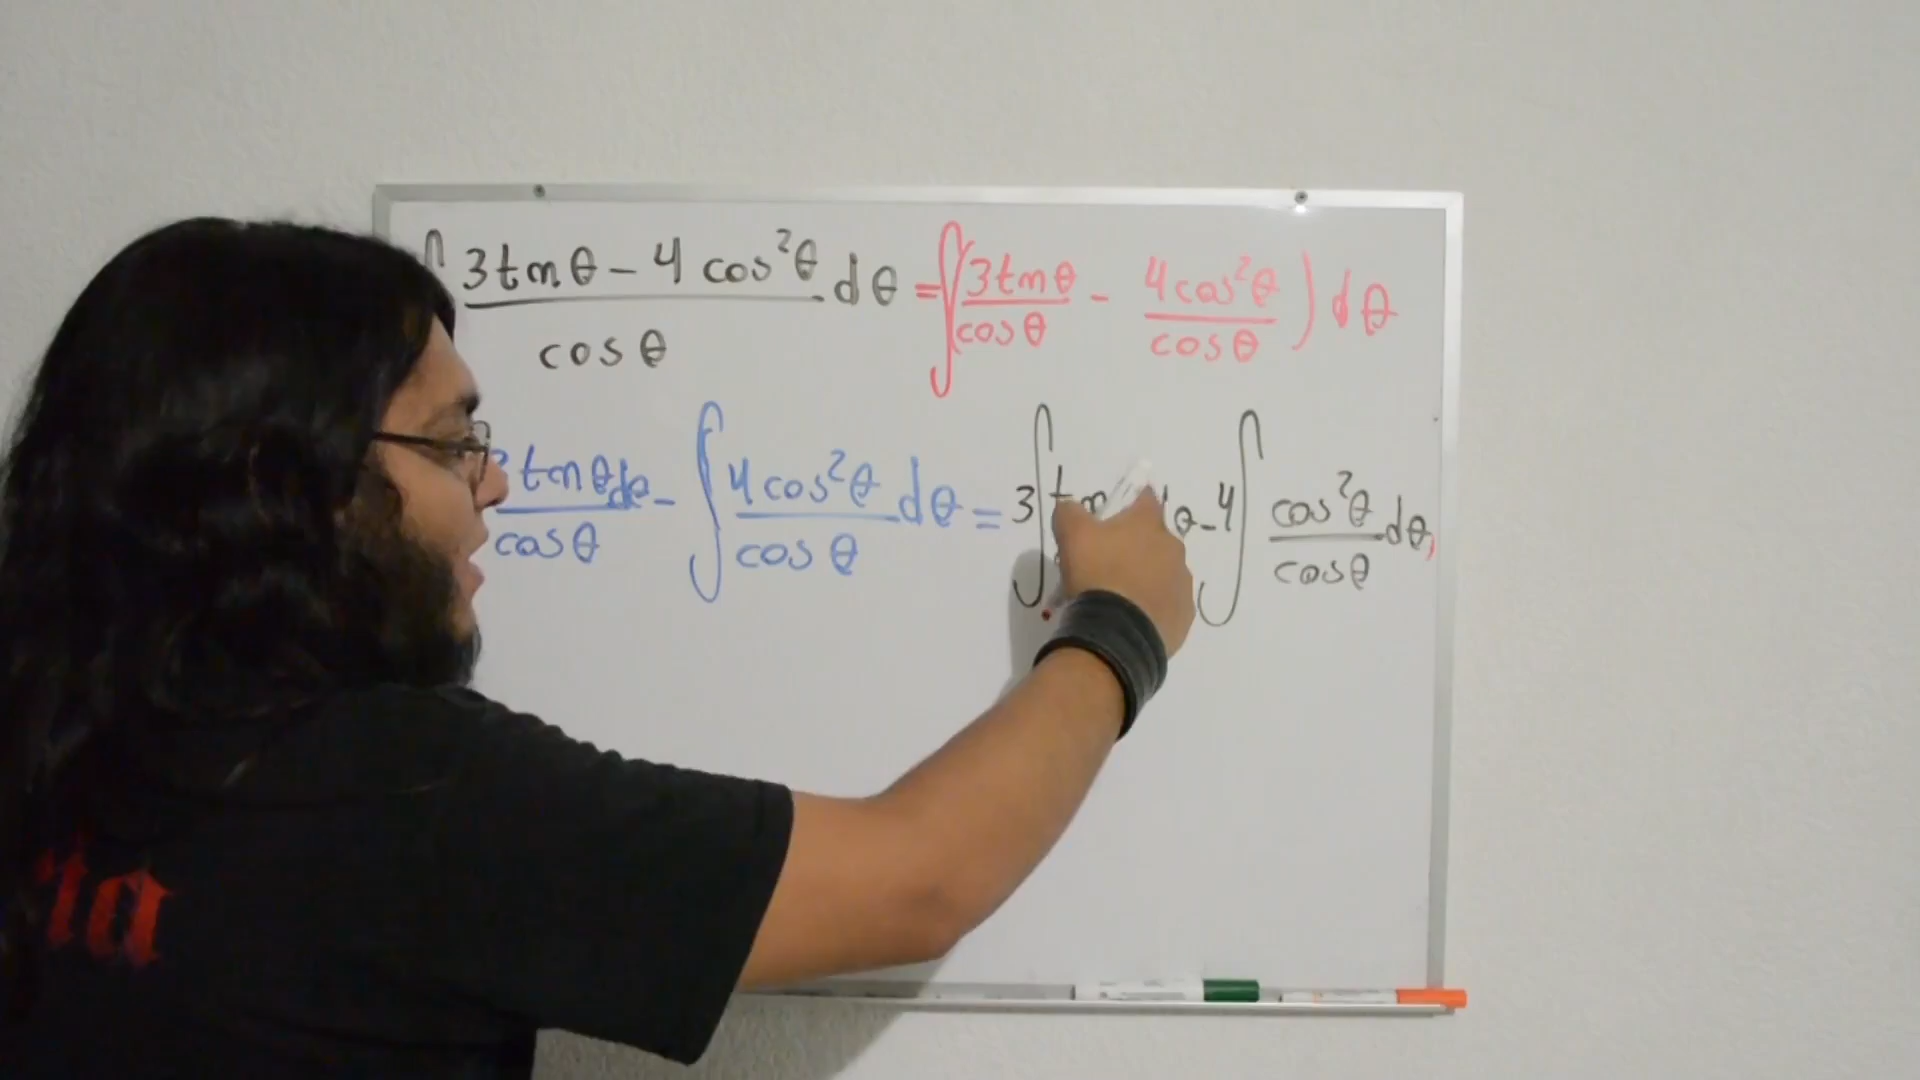 ∫ 3tanθ - 4cos²θ / cosθ dθ = ∫(3tanθ / cosθ - 4cos²θ / cosθ) dθ
tanθdθ / cosθ - ∫ 4cos²θ / cosθ dθ = 3∫ θ - 4∫ cos²θ / cosθ dθ,
ta